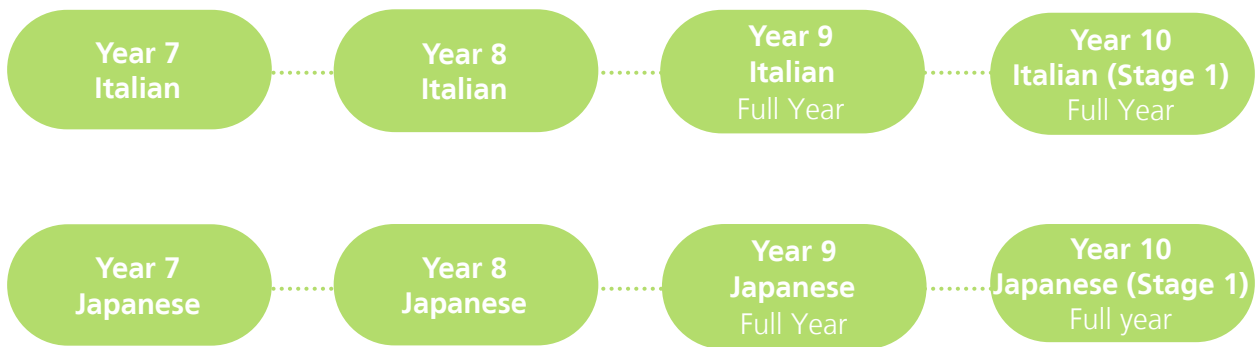 Year 7
Italian
Year 8
Italian
Year 9
Italian
Full Year
Year 10
Italian (Stage 1)
Full Year
Year 7
Japanese
Year 8
Japanese
Year 9
Japanese
Full Year
Year 10
Japanese (Stage 1)
Full year